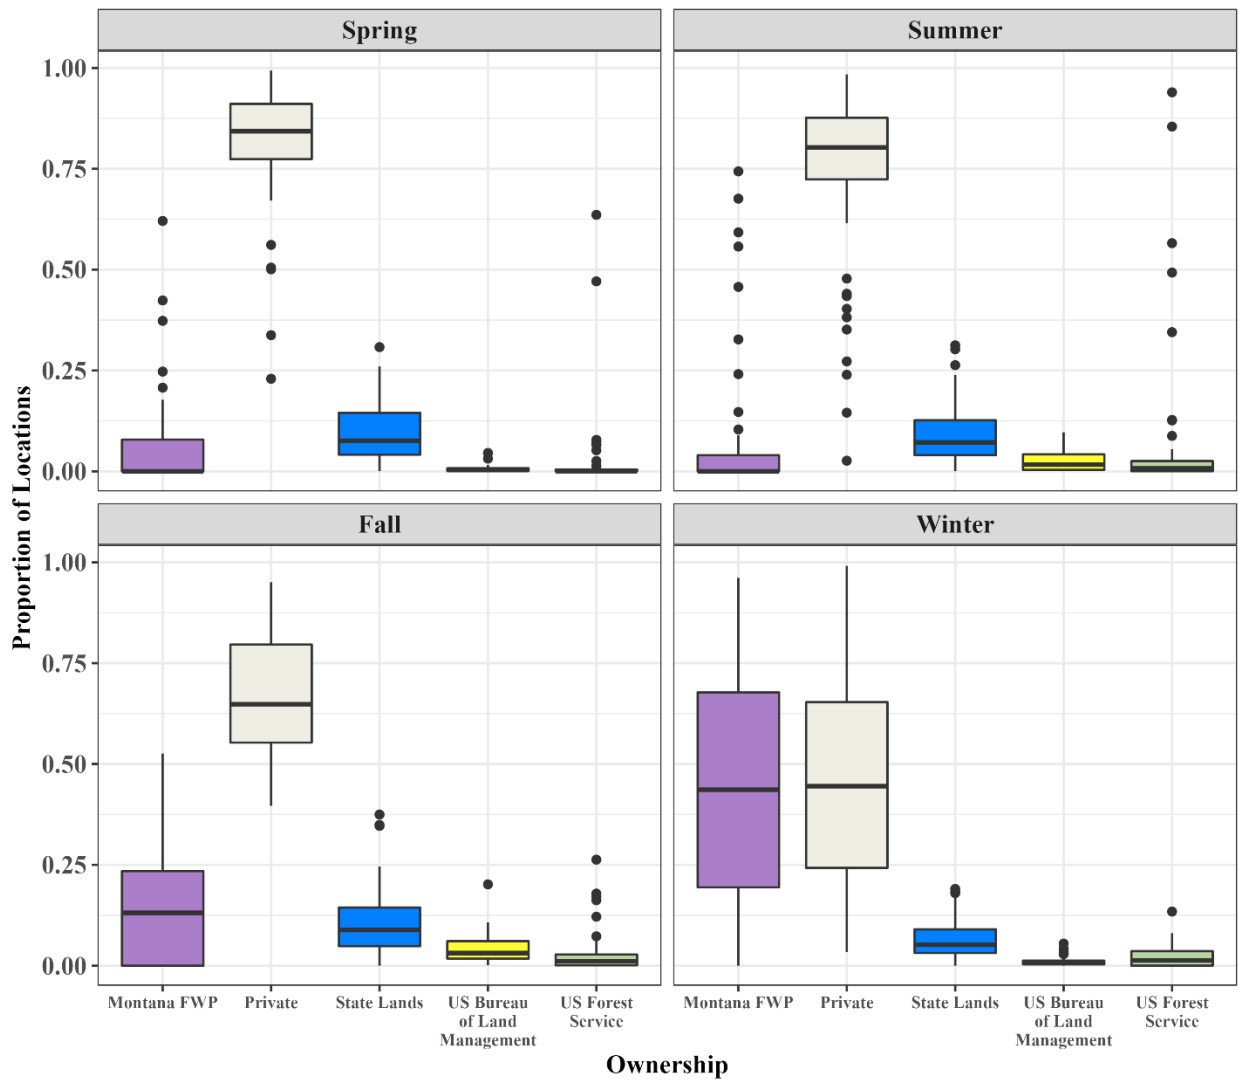 Spring
Summer
1.00
0.75
0.50
0.25
0.00
Fall
Winter
1.00
0.75
0.50
0.25
0.00
Proportion of Locations
Montana FWP
Private
State Lands
US Bureau
of Land
Management
US Forest
Service
Montana FWP
Private
State Lands
US Bureau
of Land
Management
US Forest
Service
Ownership